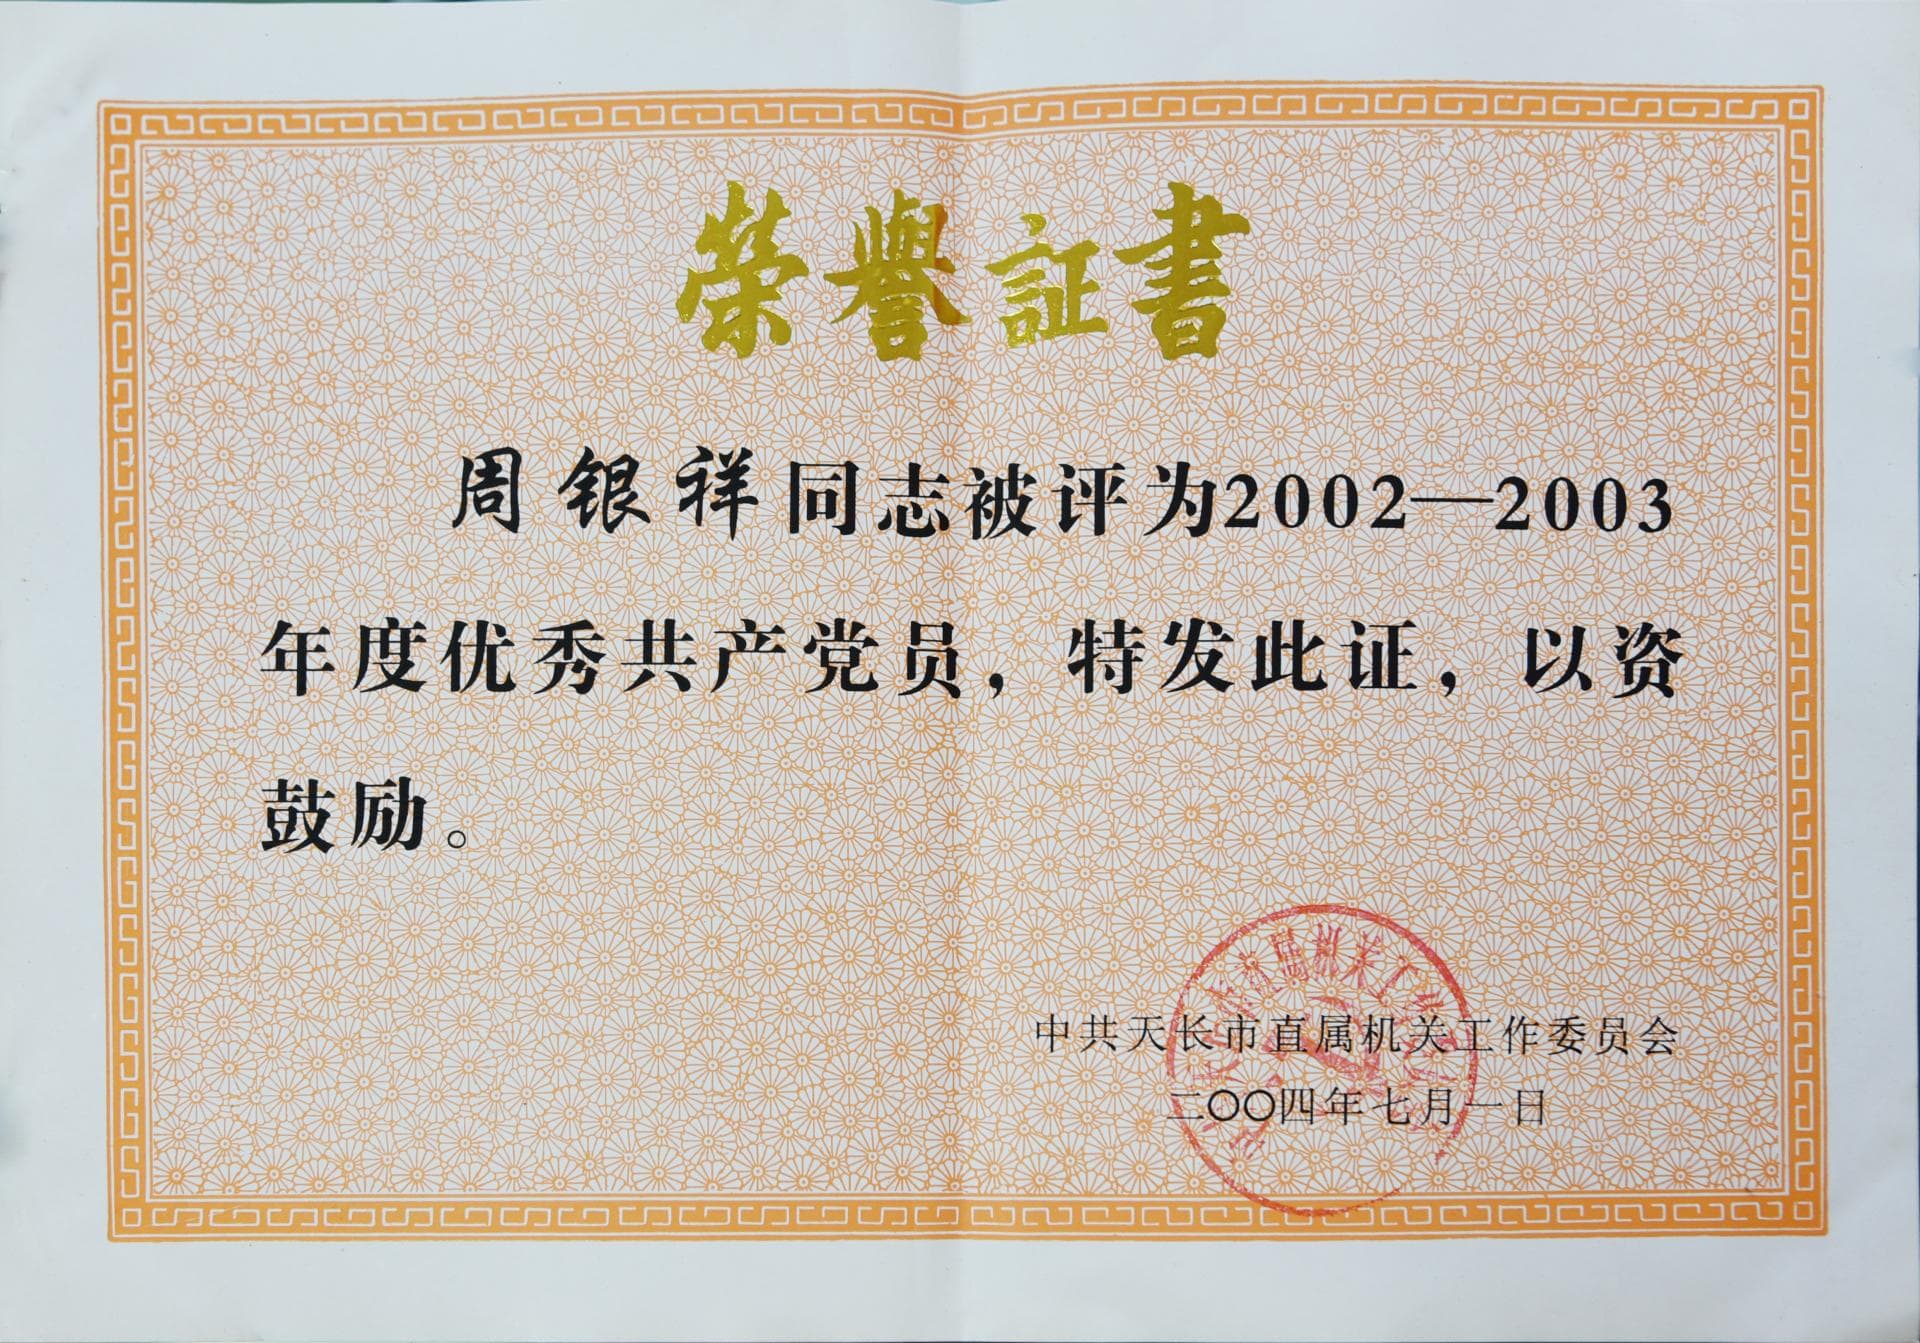 榮譽証書
周银祥同志被评为2002—2003
年度优秀共产党员，特发此证，以资
鼓励。
中共天长市直属机关工作委员会
二〇〇四年七月一日